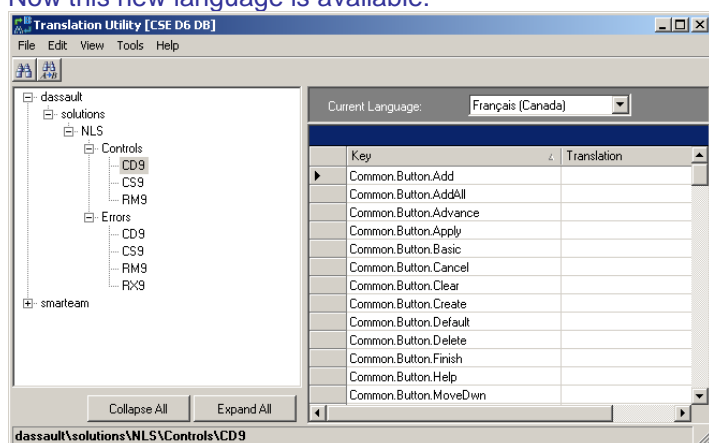 Now this new language is available.
Translation Utility [CSE D6 DB]
File Edit View Tools Help
dassault
solutions
NLS
Controls
CD9
CS9
RM9
Errors
CD9
CS9
RM9
RX9
smarteam
Collapse All Expand All
Current Language: Français (Canada)
Key Translation
Common.Button.Add
Common.Button.AddAll
Common.Button.Advance
Common.Button.Apply
Common.Button.Basic
Common.Button.Cancel
Common.Button.Clear
Common.Button.Create
Common.Button.Default
Common.Button.Delete
Common.Button.Finish
Common.Button.Help
Common.Button.MoveDwn
dassault\solutions\NLS\Controls\CD9